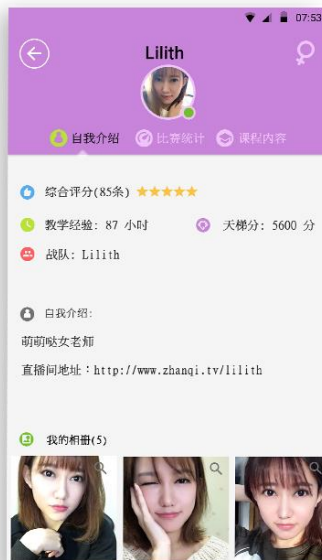 07:53
Lilith
自我介绍
比赛统计
课程内容
综合评分(85条)
教学经验: 87 小时
天梯分: 5600 分
战队: Lilith
自我介绍:
萌萌哒女老师
直播间地址：http://www.zhanqi.tv/lilith
我的相册(5)